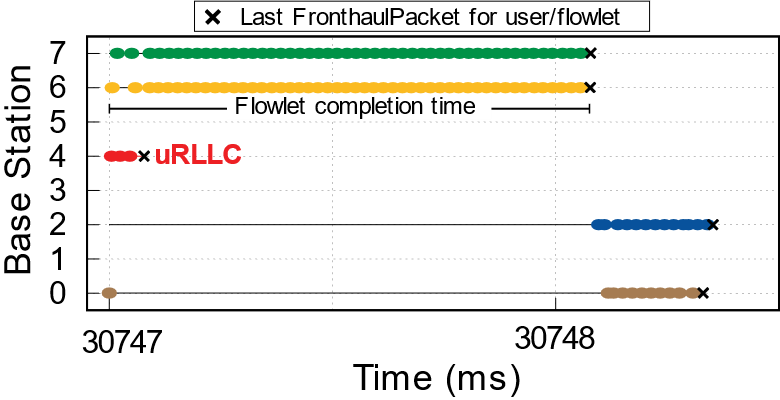 Last FronthaulPacket for user/flowlet
7
6
Flowlet completion time
5
4 uRLLC
3
2
1
0
Base Station
30747 30748
Time (ms)